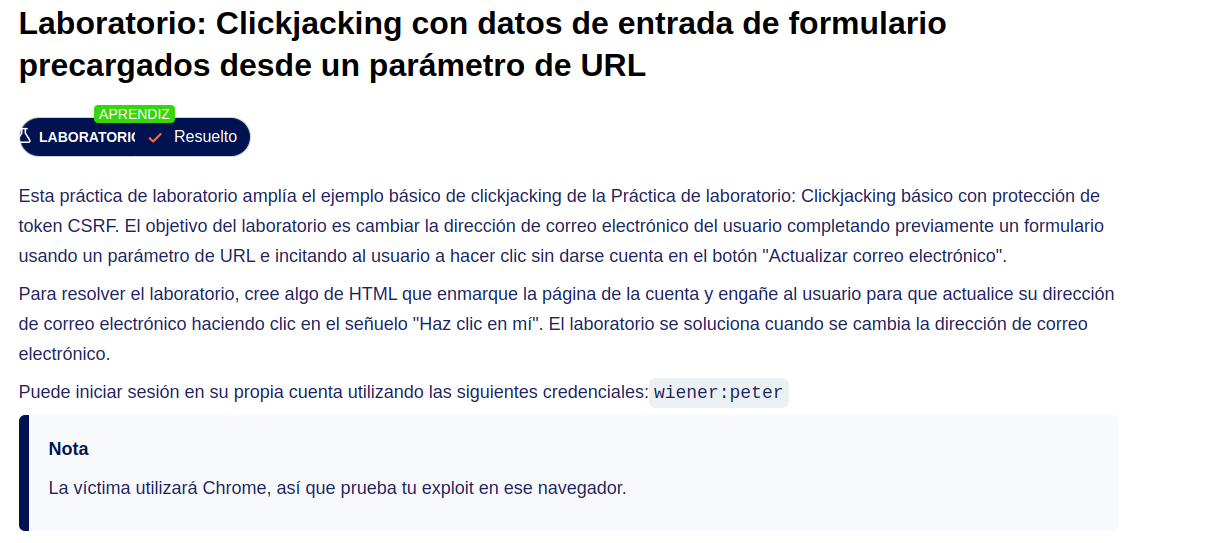 Laboratorio: Clickjacking con datos de entrada de formulario
precargados desde un parámetro de URL
APRENDIZ
LABORATORIO Resuelto
Esta práctica de laboratorio amplía el ejemplo básico de clickjacking de la Práctica de laboratorio: Clickjacking básico con protección de
token CSRF. El objetivo del laboratorio es cambiar la dirección de correo electrónico del usuario completando previamente un formulario
usando un parámetro de URL e incitando al usuario a hacer clic sin darse cuenta en el botón "Actualizar correo electrónico".
Para resolver el laboratorio, cree algo de HTML que enmarque la página de la cuenta y engañe al usuario para que actualice su dirección
de correo electrónico haciendo clic en el señuelo "Haz clic en mí". El laboratorio se soluciona cuando se cambia la dirección de correo
electrónico.
Puede iniciar sesión en su propia cuenta utilizando las siguientes credenciales: wiener:peter
Nota
La víctima utilizará Chrome, así que prueba tu exploit en ese navegador.